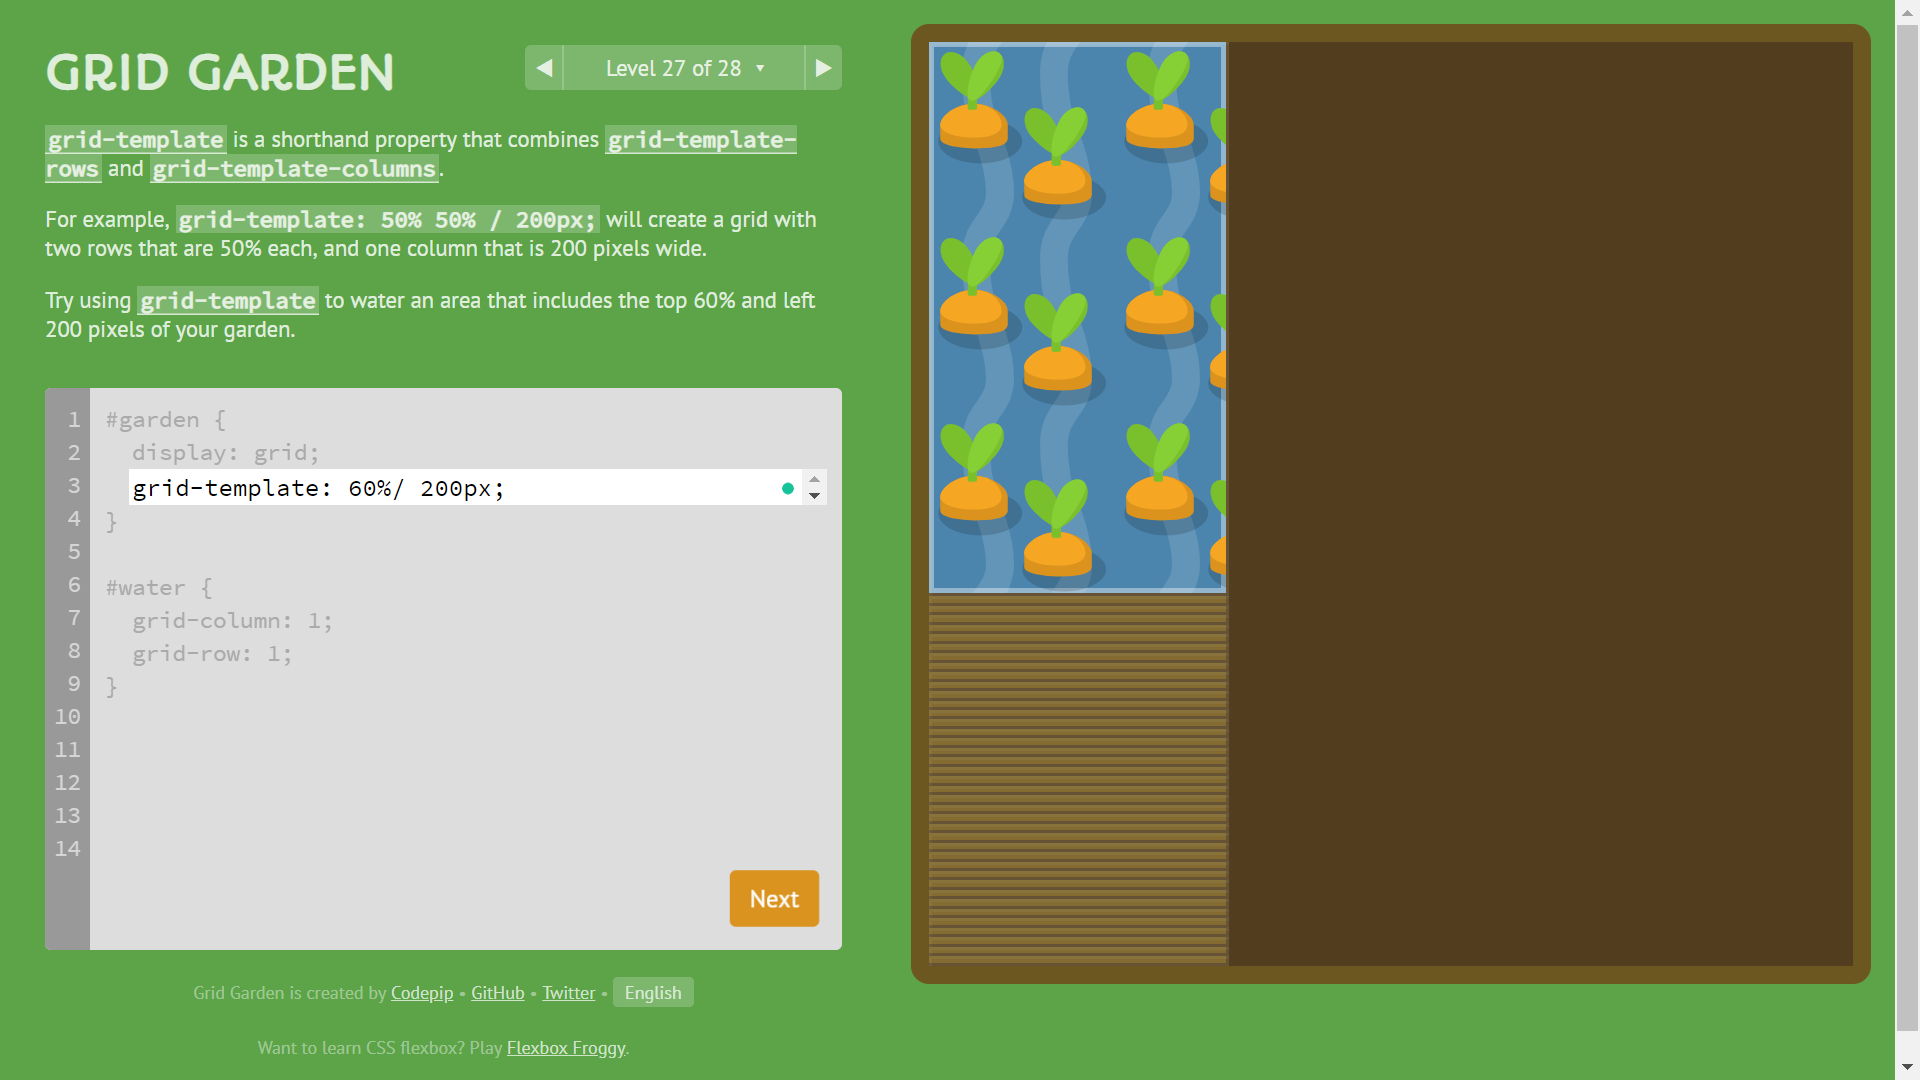 GRID GARDEN
Level 27 of 28 ▼
grid-template is a shorthand property that combines grid-template-
rows and grid-template-columns.
For example, grid-template: 50% 50% / 200px; will create a grid with
two rows that are 50% each, and one column that is 200 pixels wide.
Try using grid-template to water an area that includes the top 60% and left
200 pixels of your garden.
1 #garden {
2 display: grid;
3 grid-template: 60%/ 200px;
4 }
5
6 #water {
7 grid-column: 1;
8 grid-row: 1;
9 }
10
11
12
13
14
Next
Grid Garden is created by Codepip • GitHub • Twitter • English
Want to learn CSS flexbox? Play Flexbox Froggy.